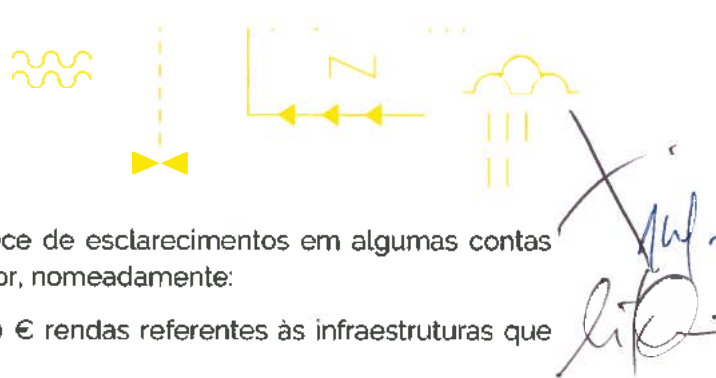 ce de esclarecimentos em algumas contas
or, nomeadamente:
€ rendas referentes às infraestruturas que